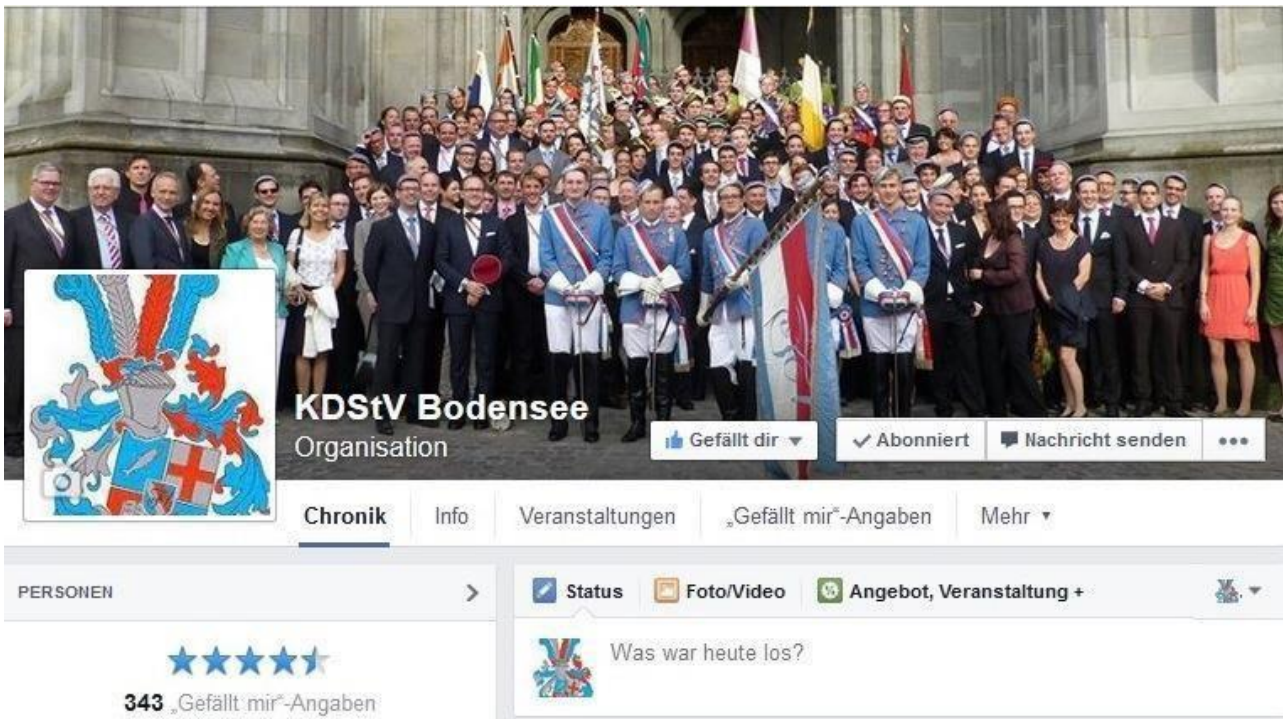 KDStV Bodensee
Organisation
Gefällt dir
Abonniert
Nachricht senden
Chronik
Info
Veranstaltungen
„Gefällt mir“-Angaben
Mehr
PERSONEN
Status
Foto/Video
Angebot, Veranstaltung +
Was war heute los?
343 „Gefällt mir“-Angaben